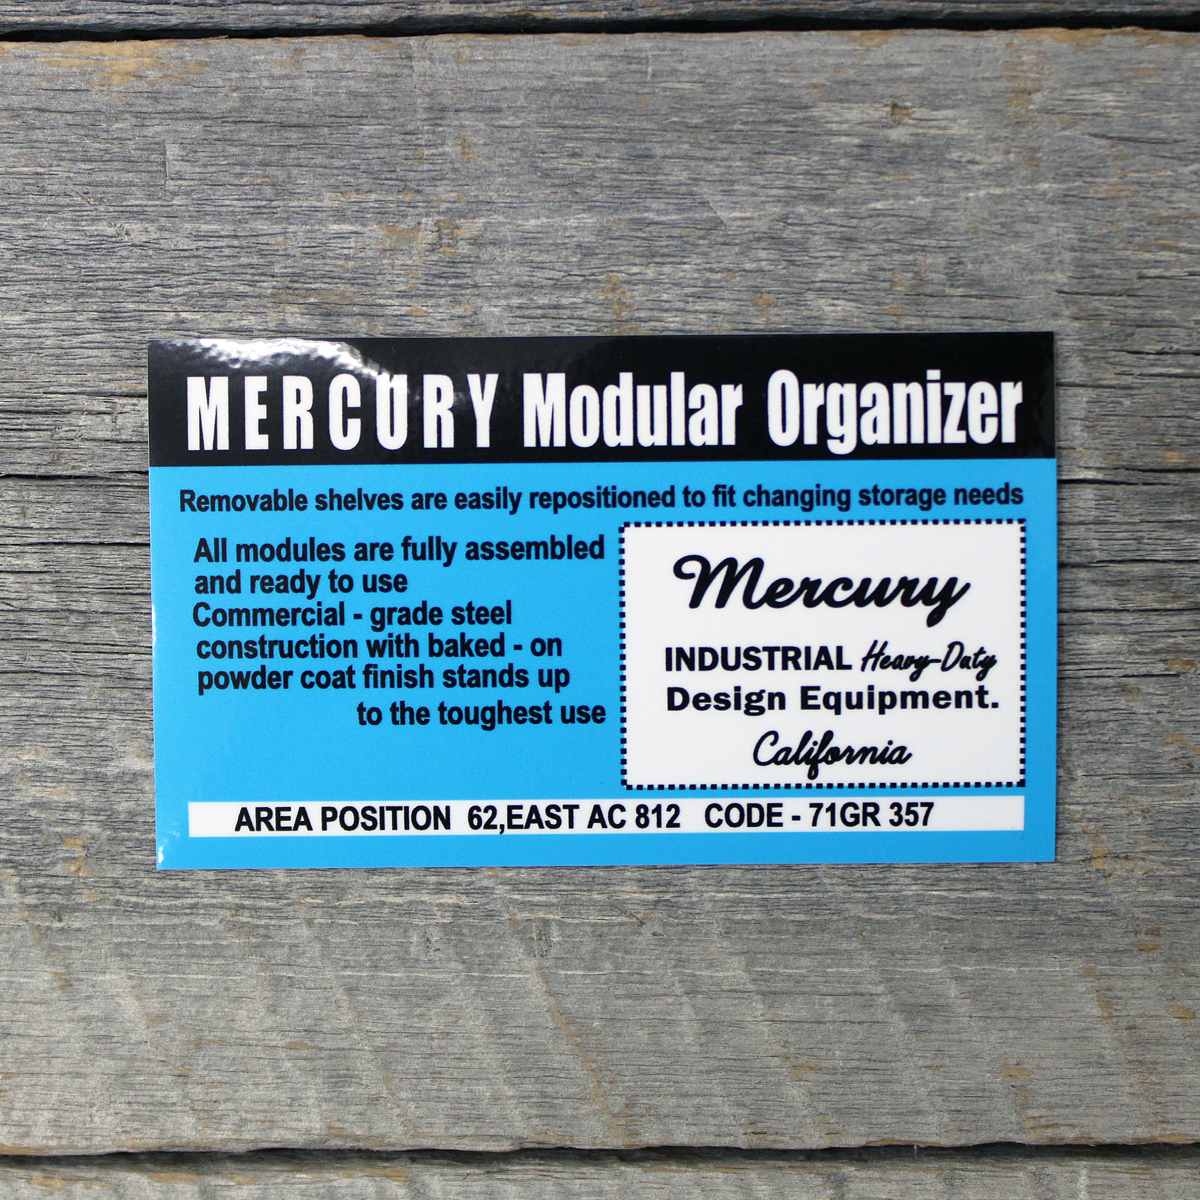 MERCURY Modular Organizer
Removable shelves are easily repositioned to fit changing storage needs
All modules are fully assembled
and ready to use
Commercial - grade steel
construction with baked - on
powder coat finish stands up
to the toughest use
Mercury
INDUSTRIAL Heavy-Duty
Design Equipment.
California
AREA POSITION 62,EAST AC 812 CODE - 71GR 357